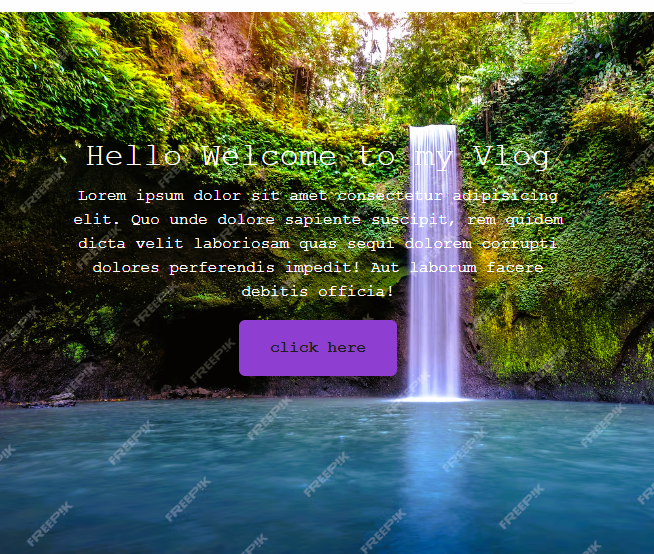 Hello Welcome to my Vlog
Lorem ipsum dolor sit amet consectetur adipisicing
elit. Quo unde dolore sapiente suscipit, rem quidem
dicta velit laboriosam quas sequi dolorem corrupti
dolores perferendis impedit! Aut laborum facere
debitis officia!
click here
FREEPIK